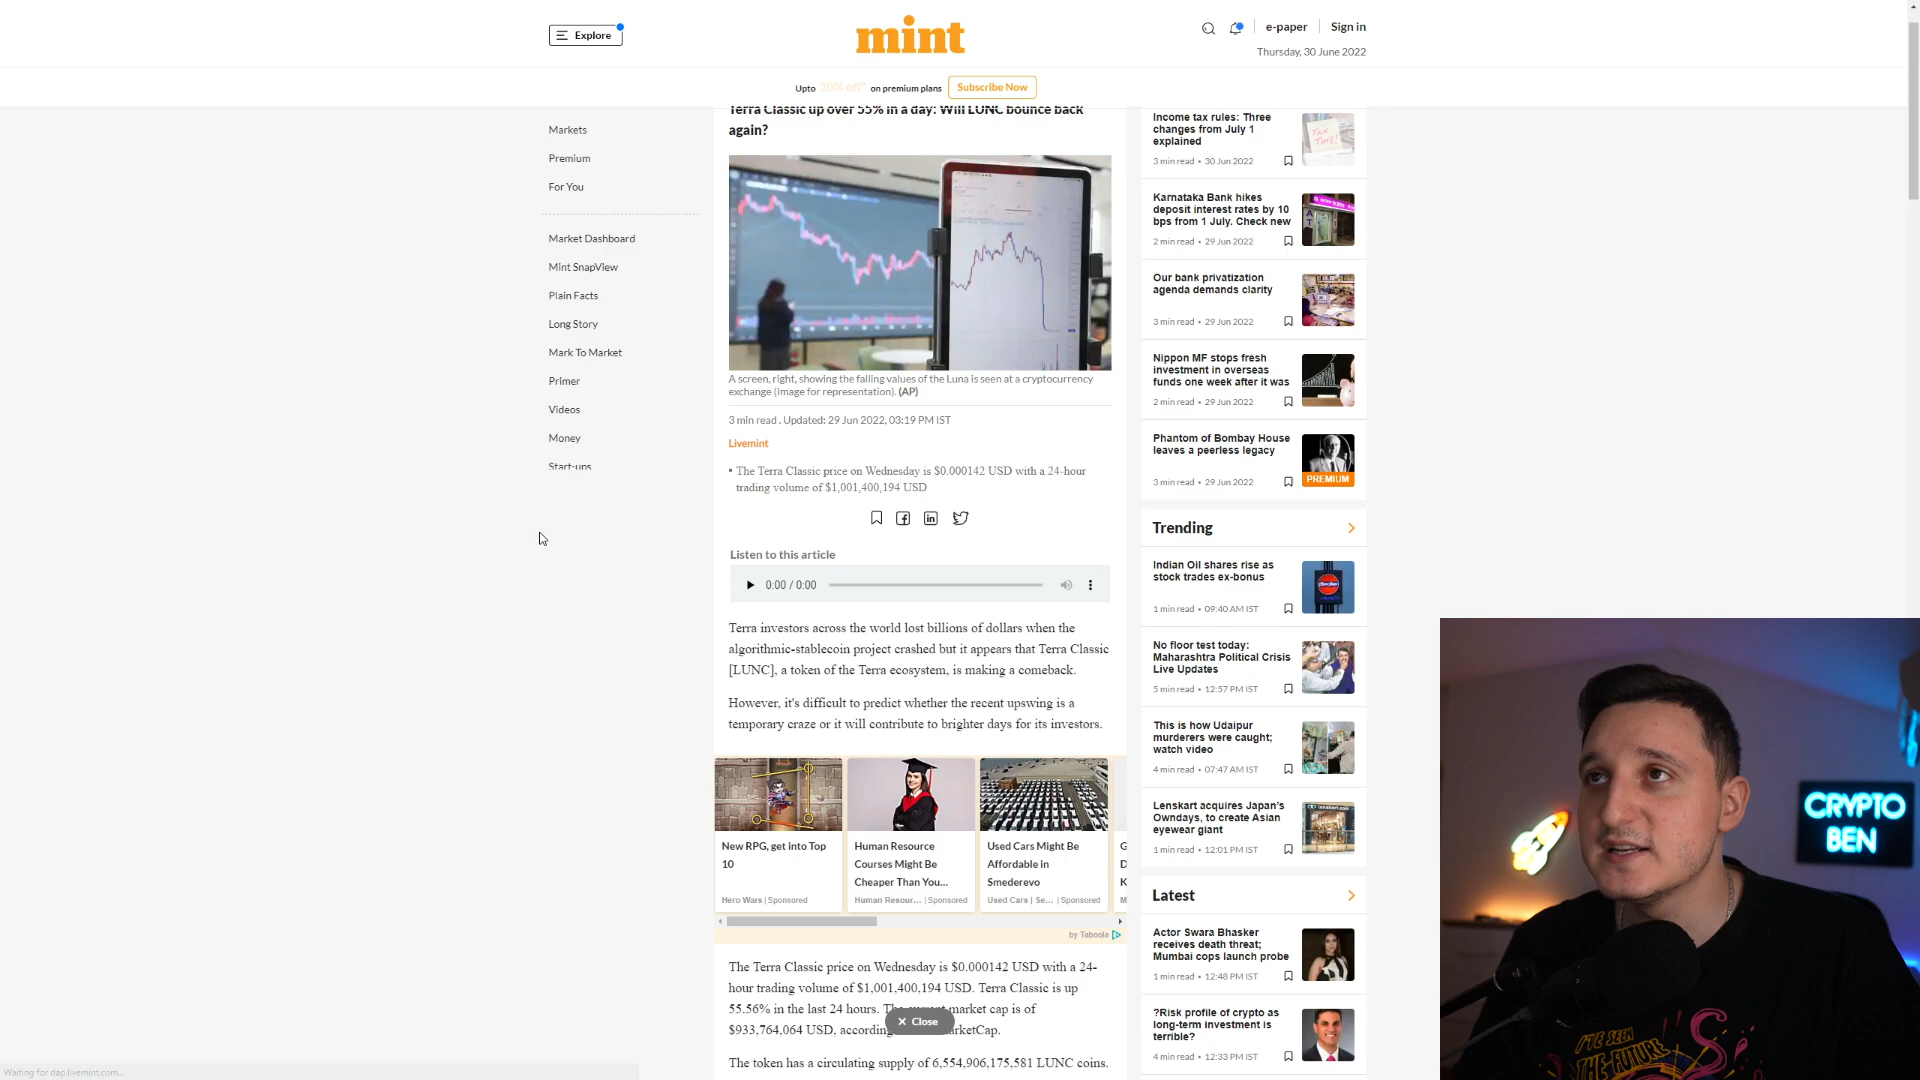 Explore
mint
e-paper
Sign in
Thursday, 30 June 2022
Upto 20% off* on premium plans
Subscribe Now
Markets
Premium
For You
Market Dashboard
Mint SnapView
Plain Facts
Long Story
Mark To Market
Primer
Videos
Money
Start-ups
Terra Classic up over 55% in a day: Will LUNC bounce back
again?
A screen, right, showing the falling values of the Luna is seen at a cryptocurrency
exchange (Image for representation). (AP)
3 min read . Updated: 29 Jun 2022, 03:19 PM IST
Livemint
▪ The Terra Classic price on Wednesday is $0.000142 USD with a 24-hour
trading volume of $1,001,400,194 USD
Listen to this article
0:00 / 0:00
Terra investors across the world lost billions of dollars when the
algorithmic-stablecoin project crashed but it appears that Terra Classic
[LUNC], a token of the Terra ecosystem, is making a comeback.
However, it's difficult to predict whether the recent upswing is a
temporary craze or it will contribute to brighter days for its investors.
New RPG, get into Top
10
Hero Wars | Sponsored
Human Resource
Courses Might Be
Cheaper Than You...
Human Resour... | Sponsored
Used Cars Might Be
Affordable in
Smederevo
Used Cars | Se... | Sponsored
G
D
K
M
by Taboola
The Terra Classic price on Wednesday is $0.000142 USD with a 24-
hour trading volume of $1,001,400,194 USD. Terra Classic is up
55.56% in the last 24 hours. The current market cap is of
$933,764,064 USD, according arketCap.
× Close
The token has a circulating supply of 6,554,906,175,581 LUNC coins.
Income tax rules: Three
changes from July 1
explained
3 min read • 30 Jun 2022
TAX
TIME!
Karnataka Bank hikes
deposit interest rates by 10
bps from 1 July. Check new
2 min read • 29 Jun 2022
Our bank privatization
agenda demands clarity
3 min read • 29 Jun 2022
Nippon MF stops fresh
investment in overseas
funds one week after it was
2 min read • 29 Jun 2022
Phantom of Bombay House
leaves a peerless legacy
3 min read • 29 Jun 2022
PREMIUM
Trending
Indian Oil shares rise as
stock trades ex-bonus
1 min read • 09:40 AM IST
No floor test today:
Maharashtra Political Crisis
Live Updates
5 min read • 12:57 PM IST
This is how Udaipur
murderers were caught;
watch video
4 min read • 07:47 AM IST
Lenskart acquires Japan's
Owndays, to create Asian
eyewear giant
1 min read • 12:01 PM IST
Latest
Actor Swara Bhasker
receives death threat;
Mumbai cops launch probe
1 min read • 12:48 PM IST
?Risk profile of crypto as
long-term investment is
terrible?
4 min read • 12:33 PM IST
CRYPTO
BEN
I'VE SEEN
THE FUTURE
Waiting for dap.livemint.com...